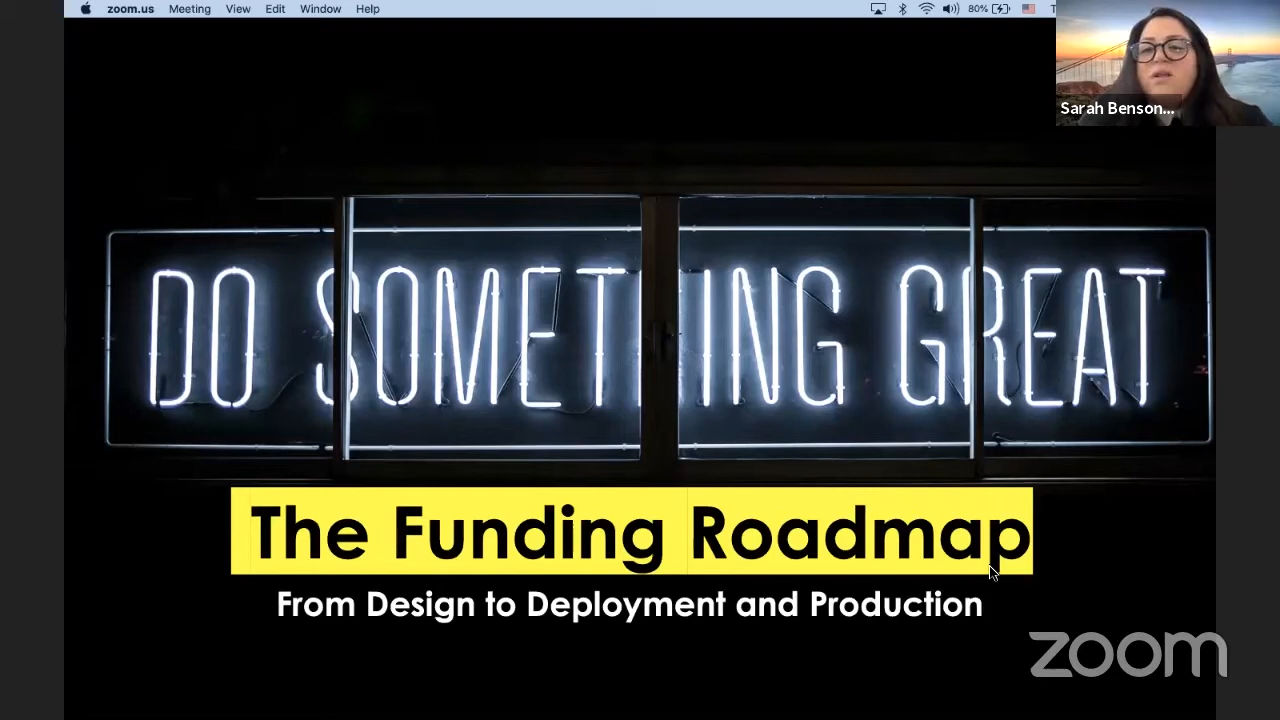 zoom.us Meeting View Edit Window Help 80%
Sarah Benson...
DO SOMETHING GREAT
The Funding Roadmap
From Design to Deployment and Production
zoom